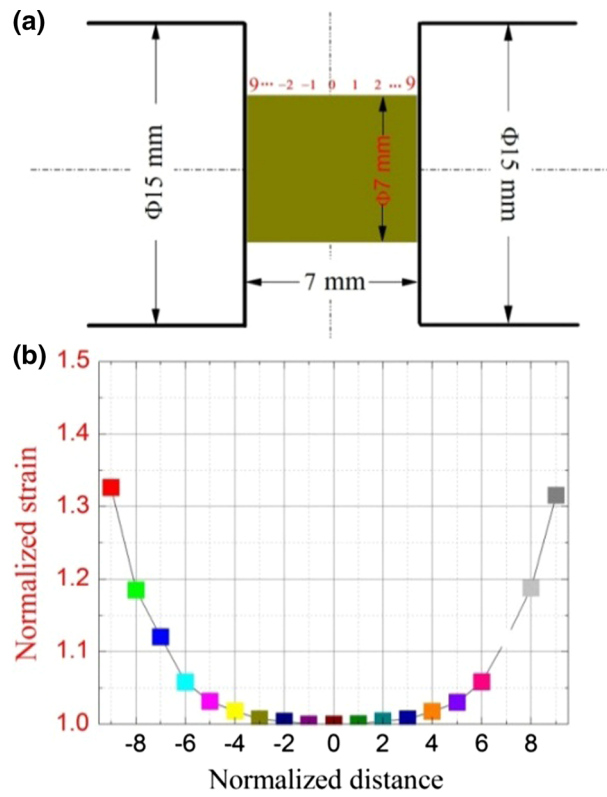 (a)
9··· −2 −1 0 1 2 ··· 9
Φ15 mm
Φ7 mm
Φ15 mm
7 mm
(b)
1.5
1.4
1.3
1.2
1.1
1.0
Normalized strain
-8 -6 -4 -2 0 2 4 6 8
Normalized distance